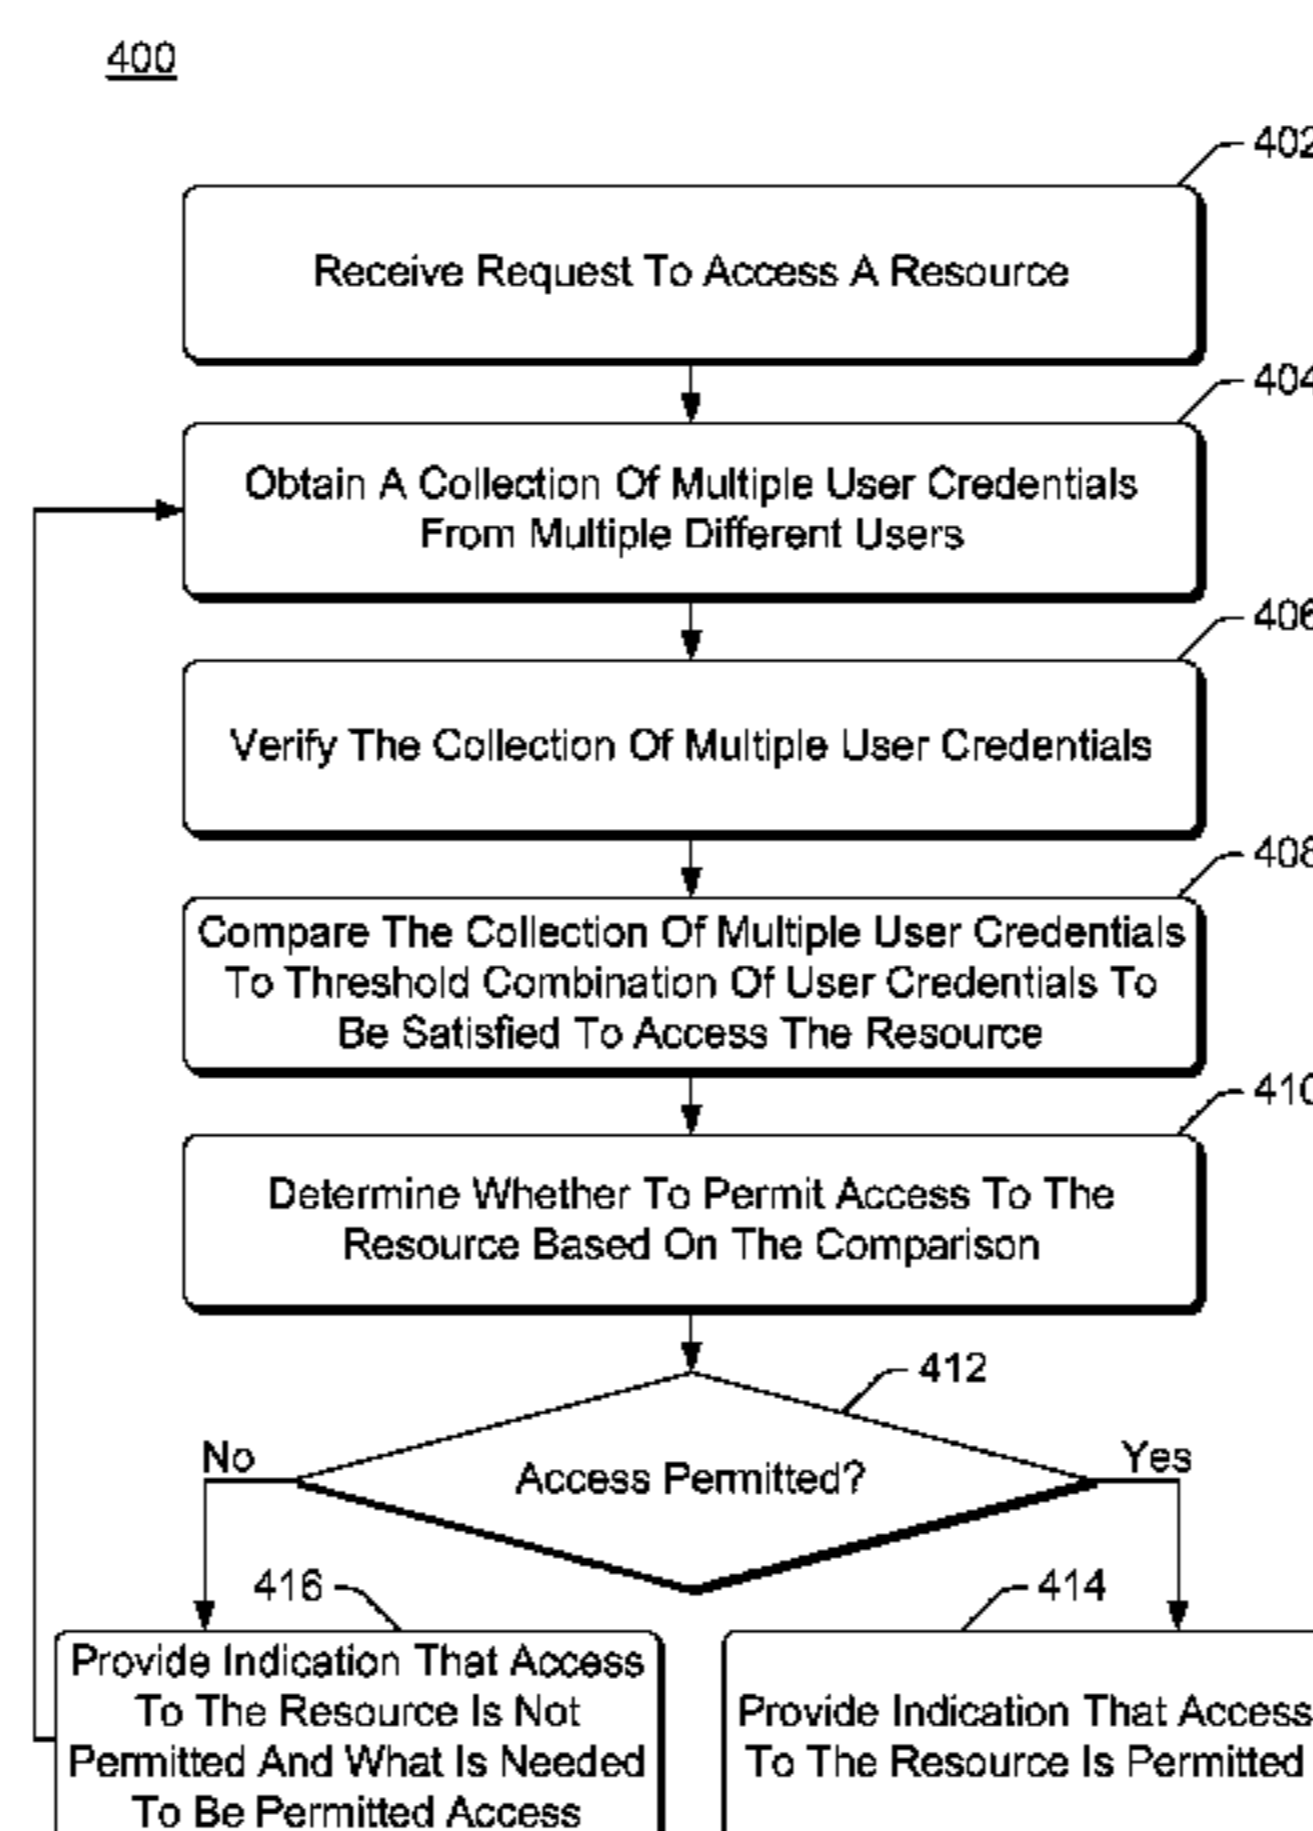 400
402
Receive Request To Access A Resource
404
Obtain A Collection Of Multiple User Credentials
From Multiple Different Users
406
Verify The Collection Of Multiple User Credentials
408
Compare The Collection Of Multiple User Credentials
To Threshold Combination Of User Credentials To
Be Satisfied To Access The Resource
410
Determine Whether To Permit Access To The
Resource Based On The Comparison
412
No
Yes
Access Permitted?
416
414
Provide Indication That Access
To The Resource Is Not
Permitted And What Is Needed
To Be Permitted Access
Provide Indication That Access
To The Resource Is Permitted